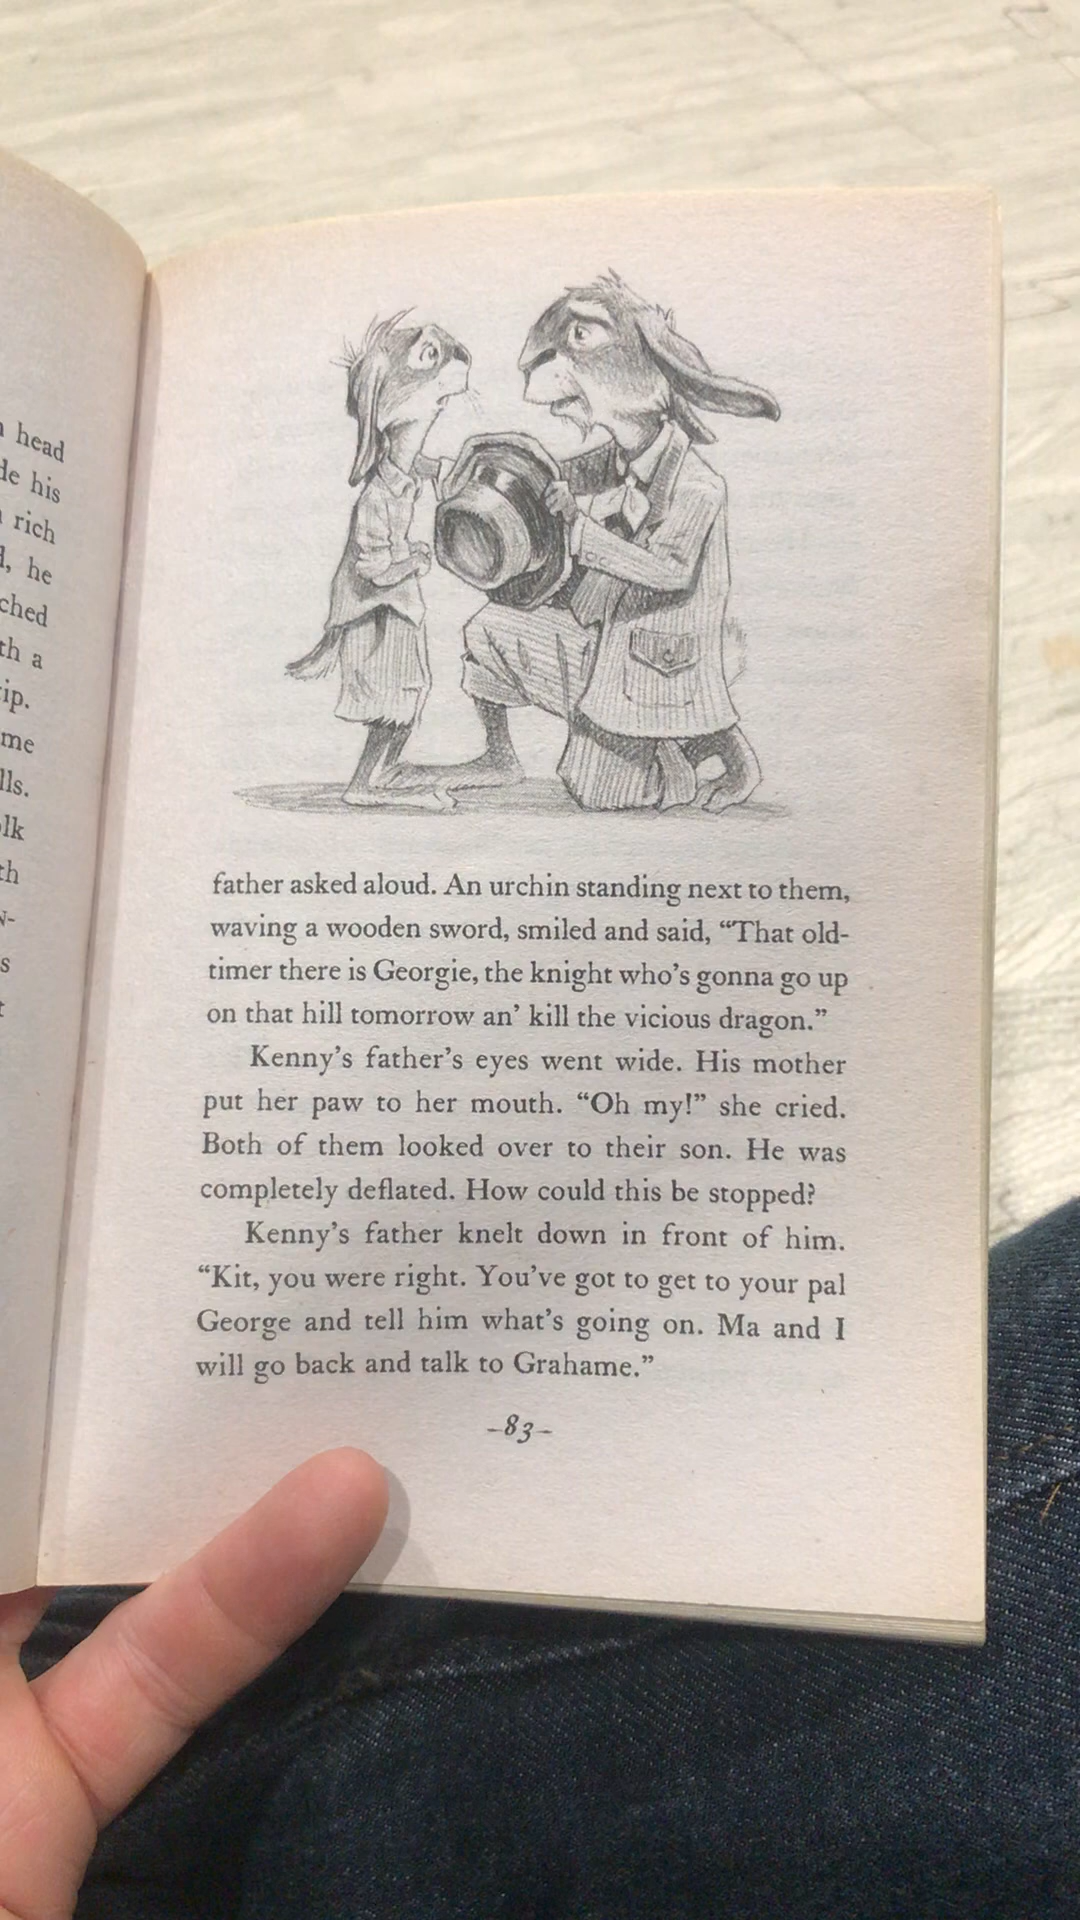 head
his
rich
he
a
me
father asked aloud. An urchin standing next to them,
waving a wooden sword, smiled and said, “That old-
timer there is Georgie, the knight who’s gonna go up
on that hill tomorrow an’ kill the vicious dragon.”
Kenny’s father’s eyes went wide. His mother
put her paw to her mouth. “Oh my!” she cried.
Both of them looked over to their son. He was
completely deflated. How could this be stopped?
Kenny’s father knelt down in front of him.
“Kit, you were right. You’ve got to get to your pal
George and tell him what’s going on. Ma and I
will go back and talk to Grahame.”
-83-